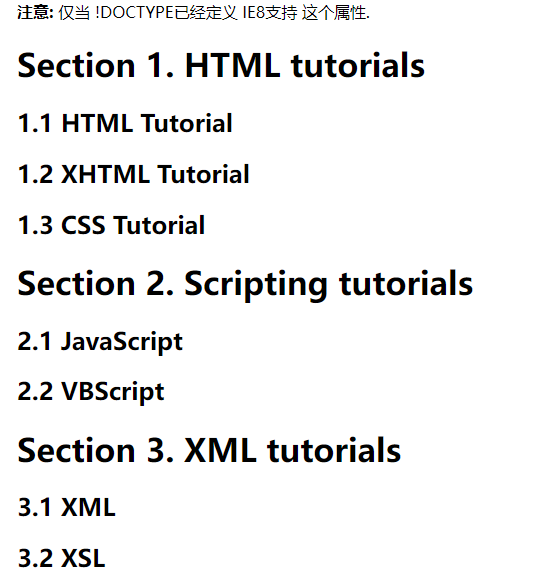 注意: 仅当 !DOCTYPE已经定义 IE8支持 这个属性.
Section 1. HTML tutorials
1.1 HTML Tutorial
1.2 XHTML Tutorial
1.3 CSS Tutorial
Section 2. Scripting tutorials
2.1 JavaScript
2.2 VBScript
Section 3. XML tutorials
3.1 XML
3.2 XSL